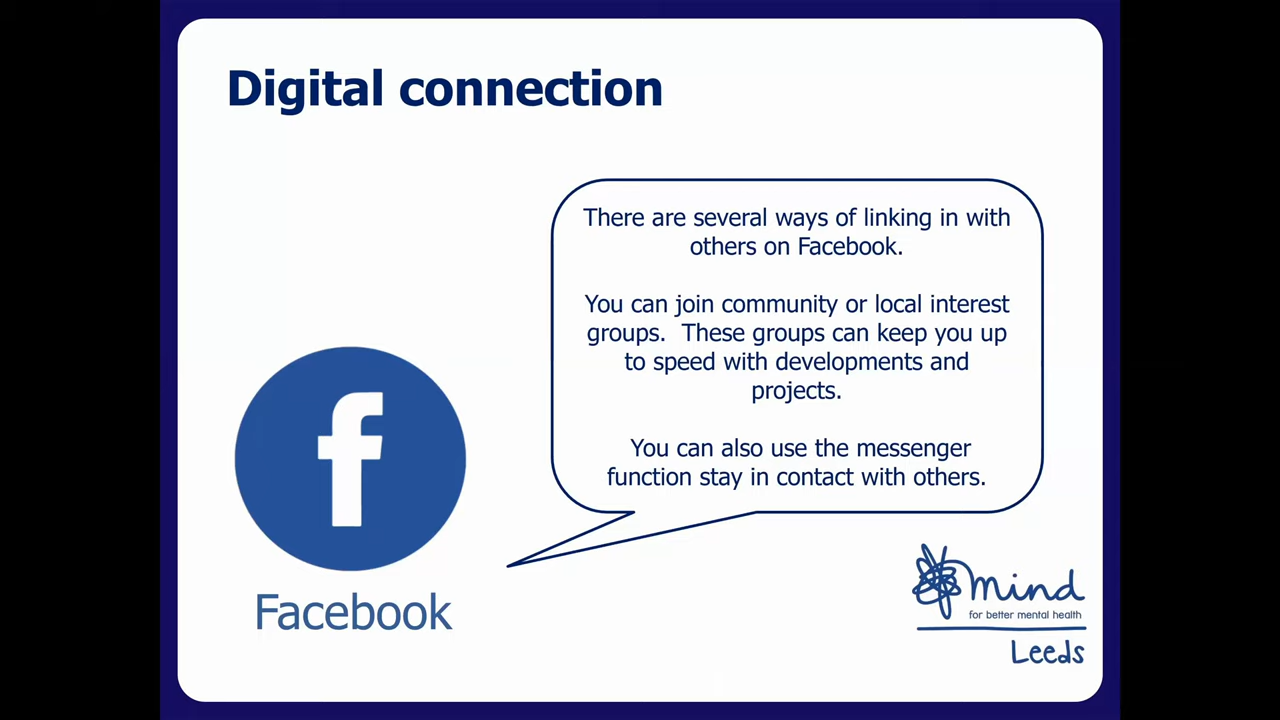 Digital connection
There are several ways of linking in with
others on Facebook.
You can join community or local interest
groups.  These groups can keep you up
to speed with developments and
projects.
You can also use the messenger
function stay in contact with others.
f
Facebook
mind
for better mental health
Leeds